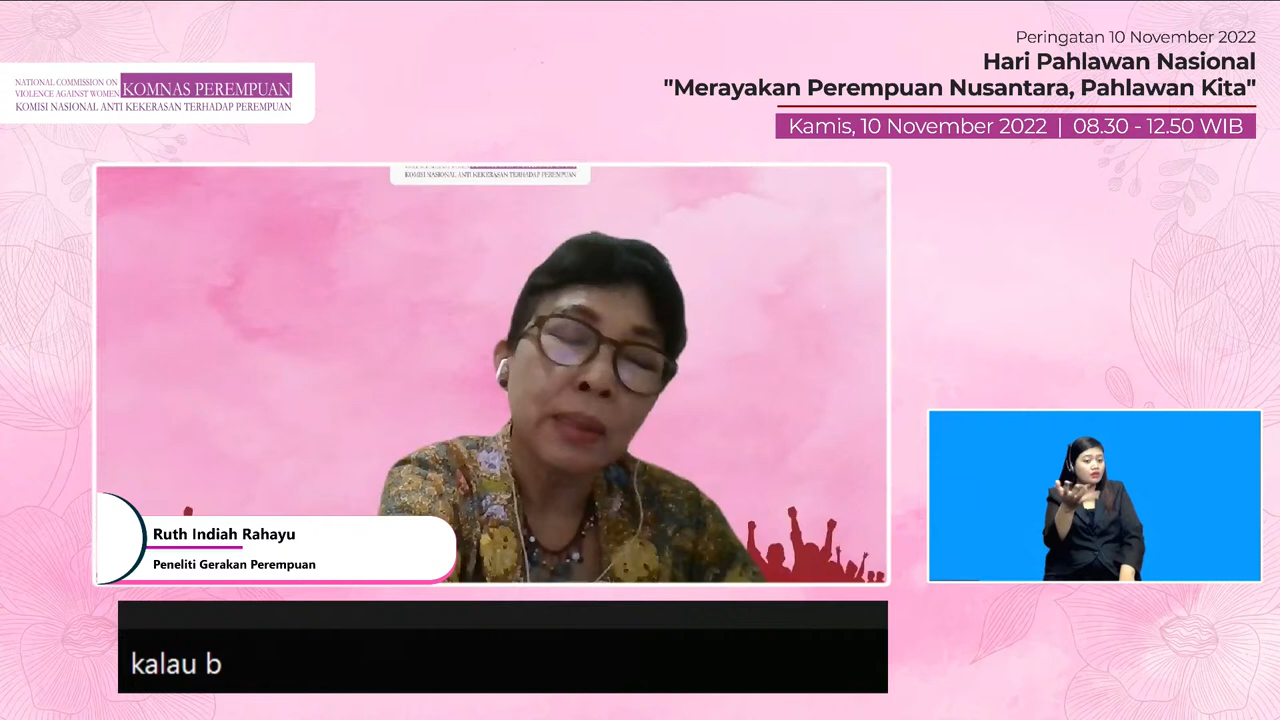 Peringatan 10 November 2022
Hari Pahlawan Nasional
"Merayakan Perempuan Nusantara, Pahlawan Kita"
Kamis, 10 November 2022 | 08.30 - 12.50 WIB
NATIONAL COMMISSION ON
VIOLENCE AGAINST WOMEN
KOMNAS PEREMPUAN
KOMISI NASIONAL ANTI KEKERASAN TERHADAP PEREMPUAN
KOMISI NASIONAL ANTI KEKERASAN TERHADAP PEREMPUAN
Ruth Indiah Rahayu
Peneliti Gerakan Perempuan
kalau b